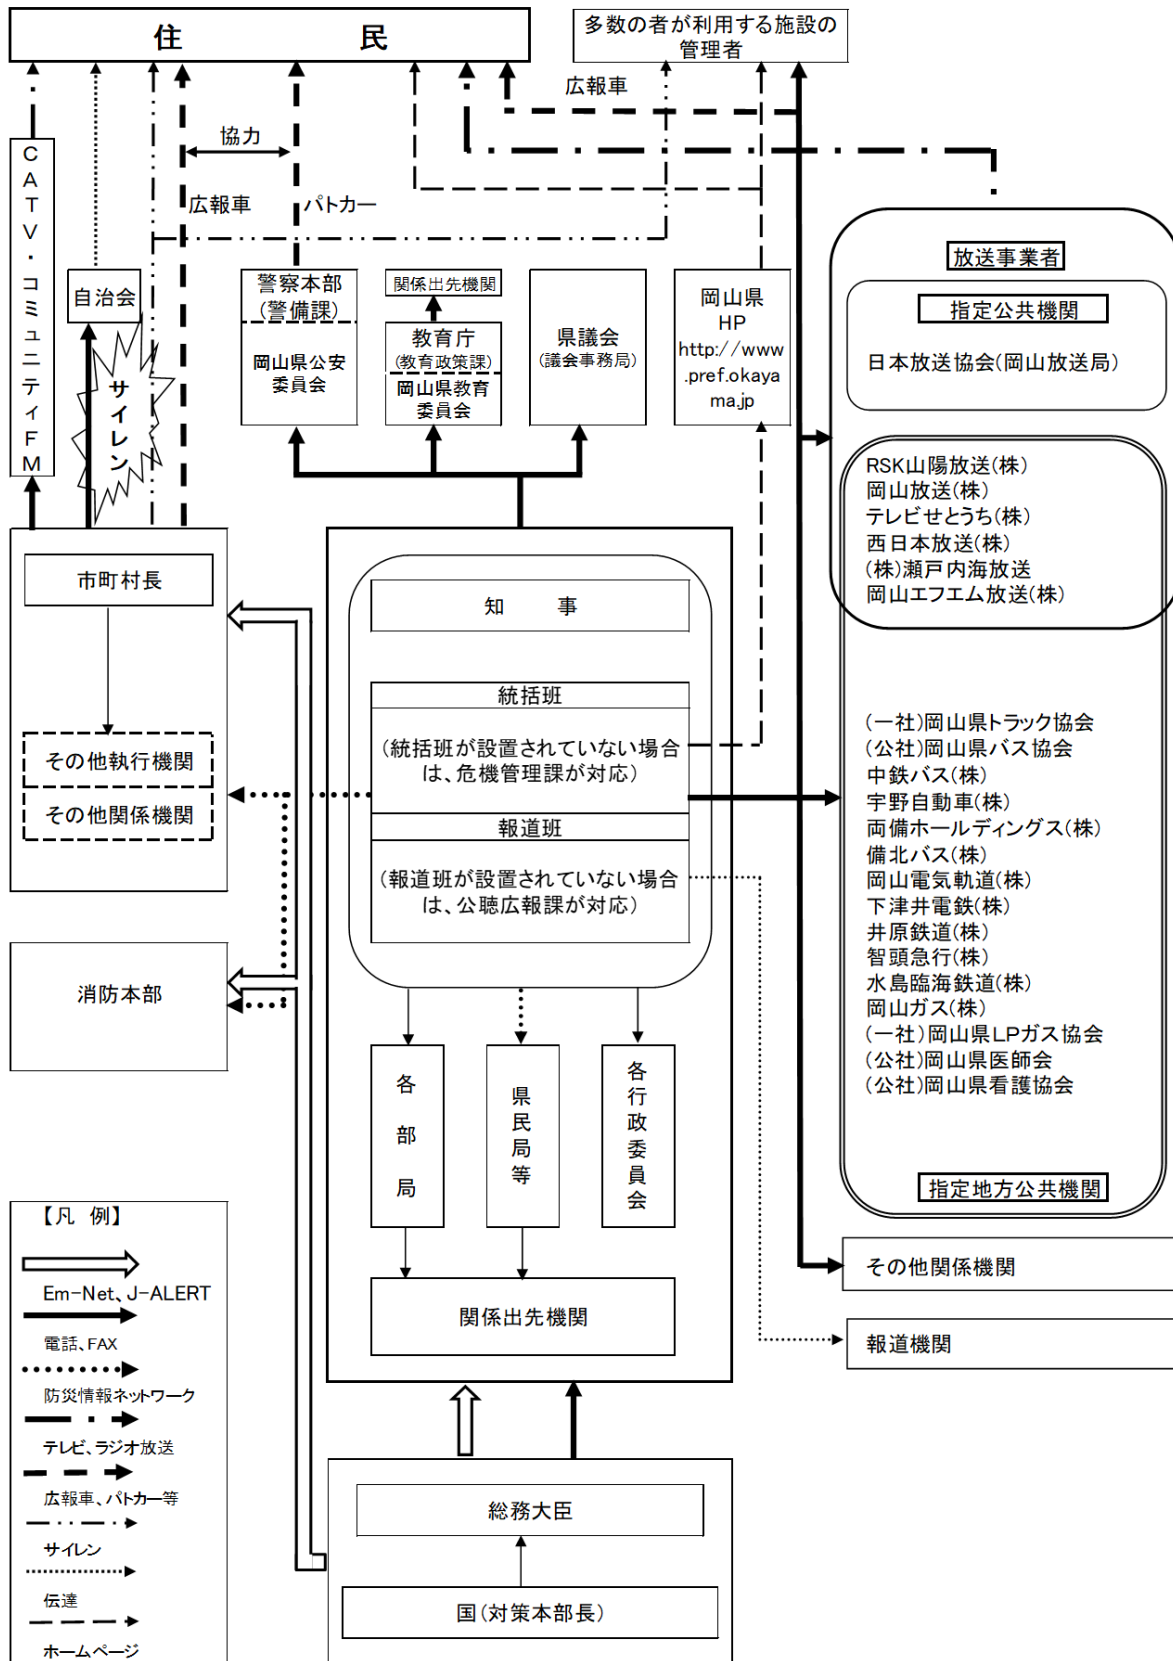 住　　民
多数の者が利用する施設の
管理者
広報車
協力
広報車
パトカー
CATV・コミュニティFM
自治会
サイレン
警察本部
(警備課)
岡山県公安
委員会
関係出先機関
教育庁
(教育政策課)
岡山県教育
委員会
県議会
(議会事務局)
岡山県
HP
http://www
.pref.okaya
ma.jp
放送事業者
指定公共機関
日本放送協会(岡山放送局)
RSK山陽放送(株)
岡山放送(株)
テレビせとうち(株)
西日本放送(株)
(株)瀬戸内海放送
岡山エフエム放送(株)
(一社)岡山県トラック協会
(公社)岡山県バス協会
中鉄バス(株)
宇野自動車(株)
両備ホールディングス(株)
備北バス(株)
岡山電気軌道(株)
下津井電鉄(株)
井原鉄道(株)
智頭急行(株)
水島臨海鉄道(株)
岡山ガス(株)
(一社)岡山県LPガス協会
(公社)岡山県医師会
(公社)岡山県看護協会
指定地方公共機関
その他関係機関
報道機関
市町村長
その他執行機関
その他関係機関
消防本部
知　　事
統括班
(統括班が設置されていない場合
は、危機管理課が対応)
報道班
(報道班が設置されていない場合
は、公聴広報課が対応)
各部局
県民局等
各行政委員会
関係出先機関
総務大臣
国(対策本部長)
【凡 例】
Em-Net、J-ALERT
電話、FAX
防災情報ネットワーク
テレビ、ラジオ放送
広報車、パトカー等
サイレン
伝達
ホームページ